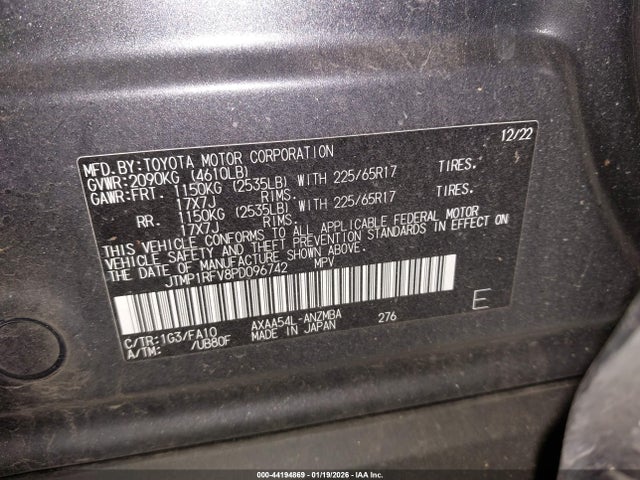 12/22
MFD.BY:TOYOTA MOTOR CORPORATION
GVWR:2090KG (4610LB)
GAWR:FRT. 1150KG (2535LB) WITH 225/65R17 TIRES.
17X7J RIMS.
RR. 1150KG (2535LB) WITH 225/65R17 TIRES.
17X7J RIMS.
THIS VEHICLE CONFORMS TO ALL APPLICABLE FEDERAL MOTOR
VEHICLE SAFETY AND THEFT PREVENTION STANDARDS IN EFFECT ON
THE DATE OF MANUFACTURE SHOWN ABOVE.
JTMP1RFV8PD096742 MPV
E
C/TR:1G3/FA10 AXAA54L-ANZMBA 276
A/TM: /UB80F MADE IN JAPAN
000-44194869 - 01/19/2026 - IAA Inc.